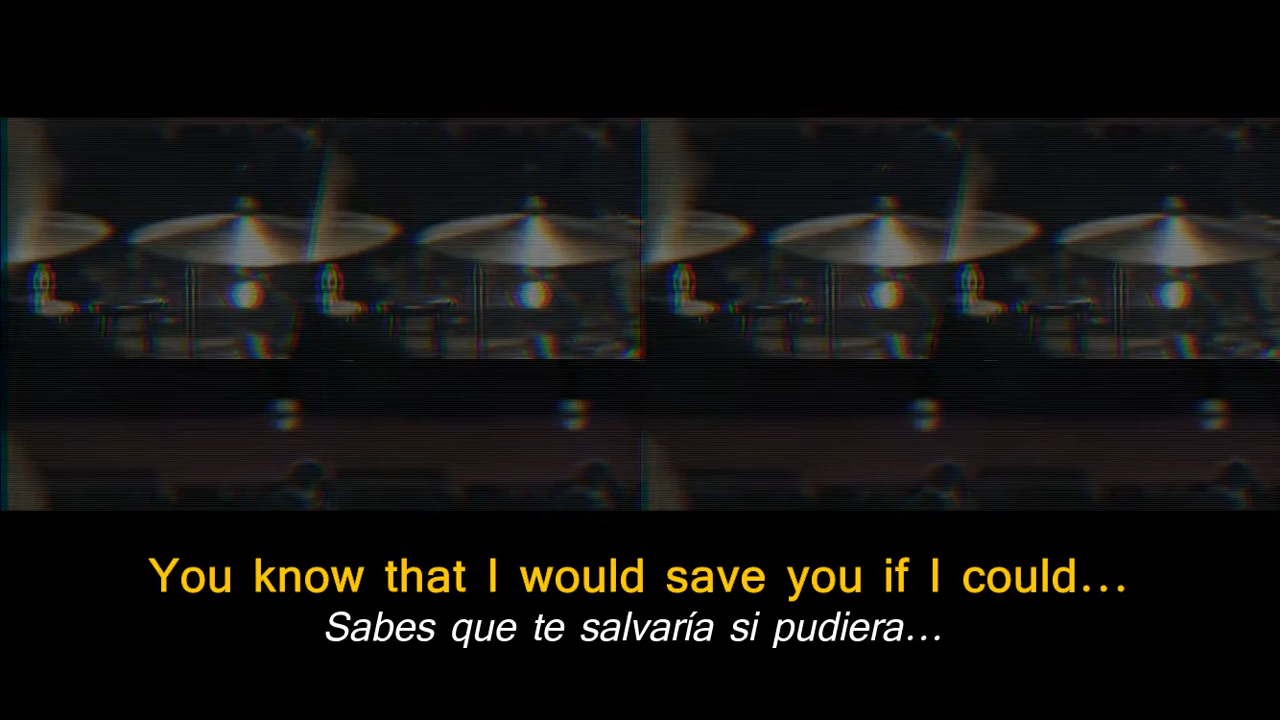 You know that I would save you if I could...
Sabes que te salvaría si pudiera...